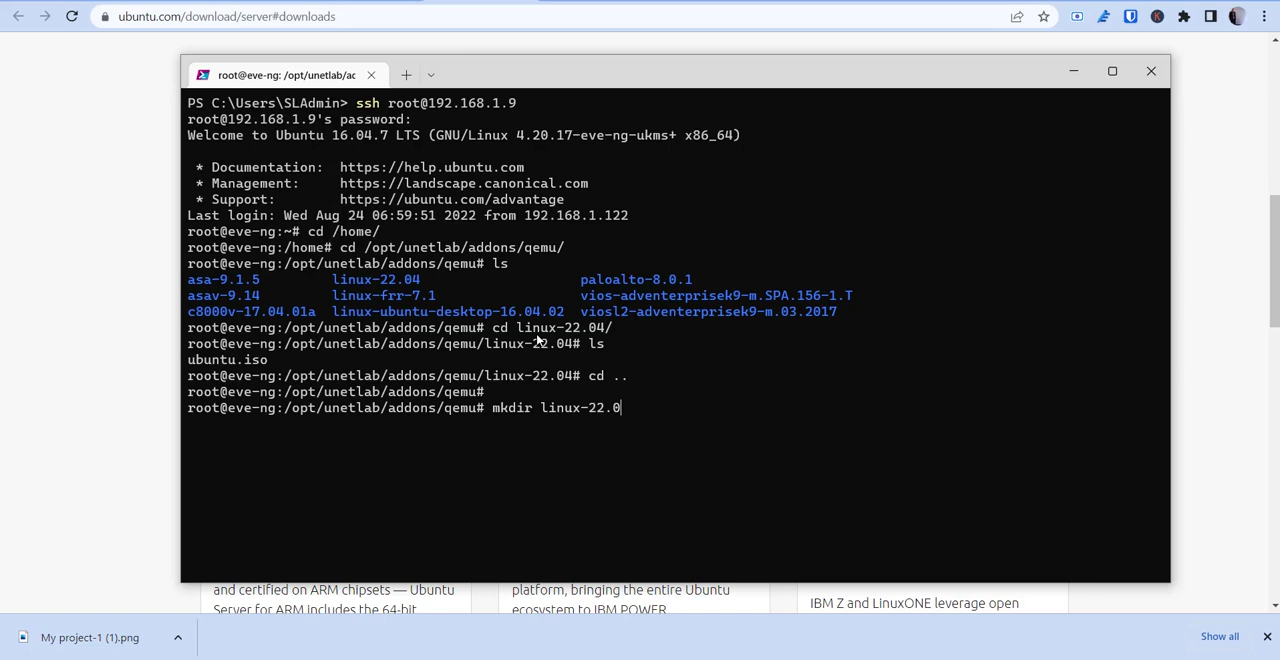 ubuntu.com/download/server#downloads
root@eve-ng: /opt/unetlab/ac
PS C:\Users\SLAdmin> ssh root@192.168.1.9
root@192.168.1.9's password:
Welcome to Ubuntu 16.04.7 LTS (GNU/Linux 4.20.17-eve-ng-ukms+ x86_64)
* Documentation:  https://help.ubuntu.com
* Management:     https://landscape.canonical.com
* Support:        https://ubuntu.com/advantage
Last login: Wed Aug 24 06:59:51 2022 from 192.168.1.122
root@eve-ng:~# cd /home/
root@eve-ng:/home# cd /opt/unetlab/addons/qemu/
root@eve-ng:/opt/unetlab/addons/qemu# ls
asa-9.1.5 linux-22.04 paloalto-8.0.1
asav-9.14 linux-frr-7.1 vios-adventerprisek9-m.SPA.156-1.T
c8000v-17.04.01a linux-ubuntu-desktop-16.04.02 viosl2-adventerprisek9-m.03.2017
root@eve-ng:/opt/unetlab/addons/qemu# cd linux-22.04/
root@eve-ng:/opt/unetlab/addons/qemu/linux-22.04# ls
ubuntu.iso
root@eve-ng:/opt/unetlab/addons/qemu/linux-22.04# cd ..
root@eve-ng:/opt/unetlab/addons/qemu#
root@eve-ng:/opt/unetlab/addons/qemu# mkdir linux-22.0
and certified on ARM chipsets — Ubuntu
Server for ARM includes the 64-bit
platform, bringing the entire Ubuntu
ecosystem to IBM POWER
IBM Z and LinuxONE leverage open
My project-1 (1).png
Show all